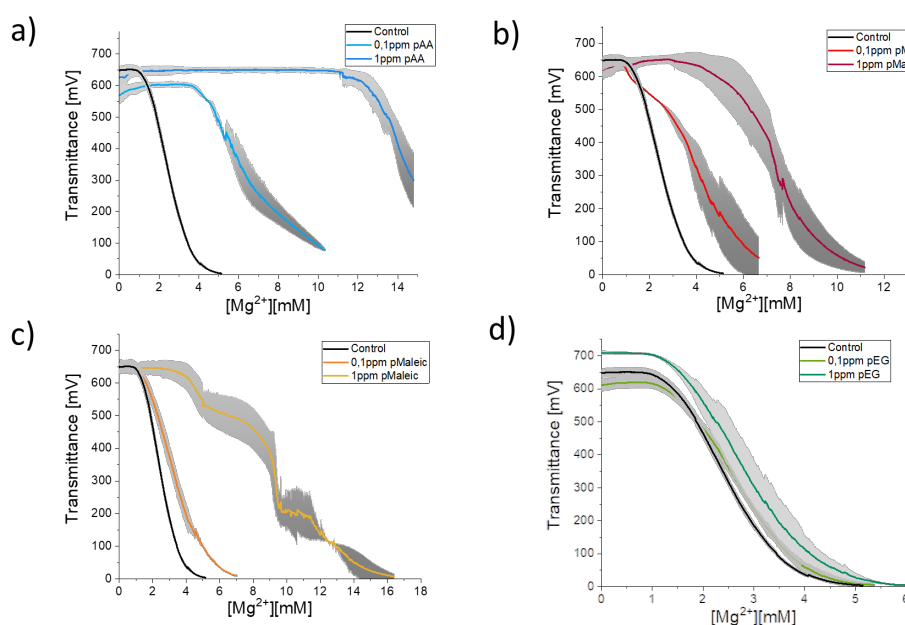 a)
Control
0,1ppm pAA
1ppm pAA
Transmittance [mV]
700
600
500
400
300
200
100
0
0 2 4 6 8 10 12 14
[Mg²⁺][mM]
b)
Control
0,1ppm pM
1ppm pMa
Transmittance [mV]
700
600
500
400
300
200
100
0
0 2 4 6 8 10 12
[Mg²⁺][mM]
c)
Control
0,1ppm pMaleic
1ppm pMaleic
Transmittance [mV]
700
600
500
400
300
200
100
0
0 2 4 6 8 10 12 14 16 18
[Mg²⁺][mM]
d)
Control
0,1ppm pEG
1ppm pEG
Transmittance [mV]
700
600
500
400
300
200
100
0
0 1 2 3 4 5 6
[Mg²⁺][mM]